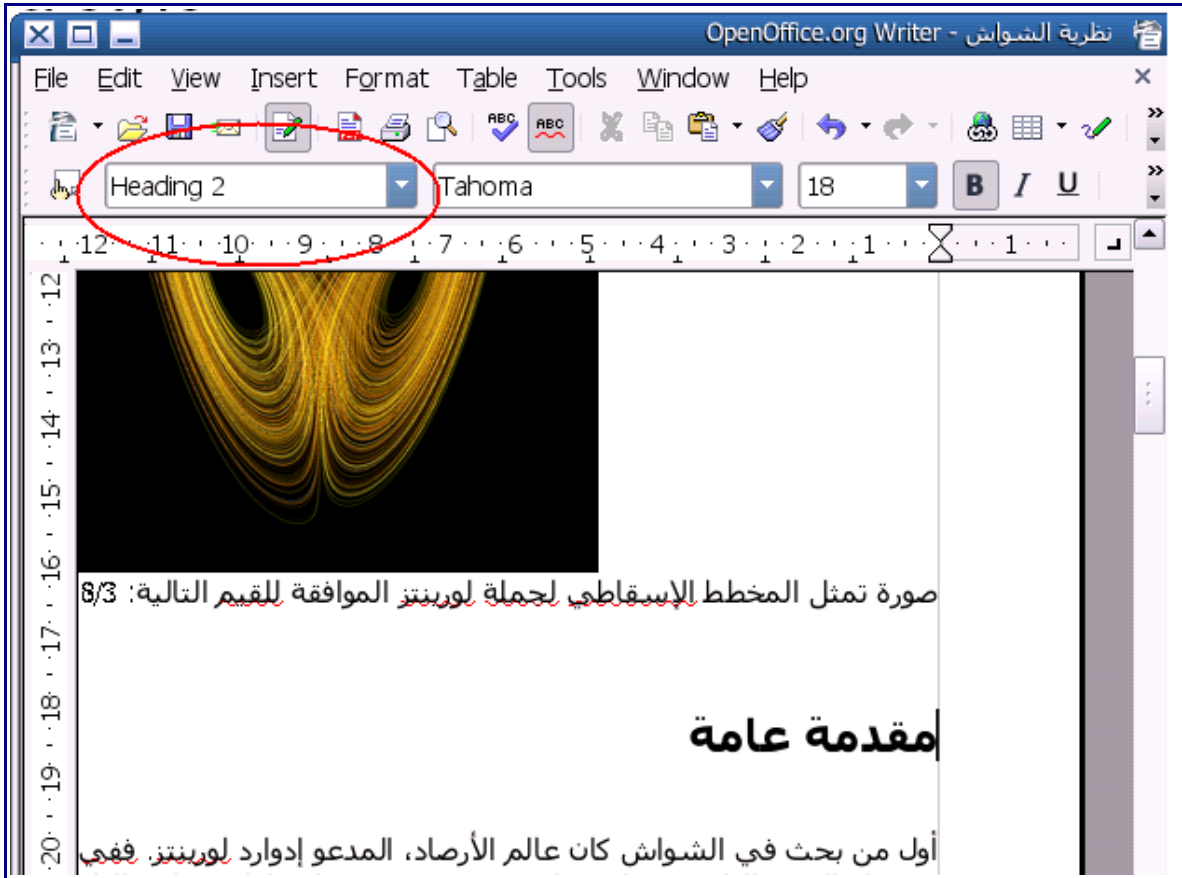 نظرية الشواش - OpenOffice.org Writer
File Edit View Insert Format Table Tools Window Help
ABC ABC
Heading 2 Tahoma 18 B I U
12 11 10 9 8 7 6 5 4 3 2 1 1
12
13
14
15
16
17
18
19
20
صورة تمثل المخطط الإسقاطي لجملة لورينتز الموافقة للقيم التالية: 8/3
مقدمة عامة
أول من بحث في الشواش كان عالم الأرصاد، المدعو إدوارد لورينتز. ففي